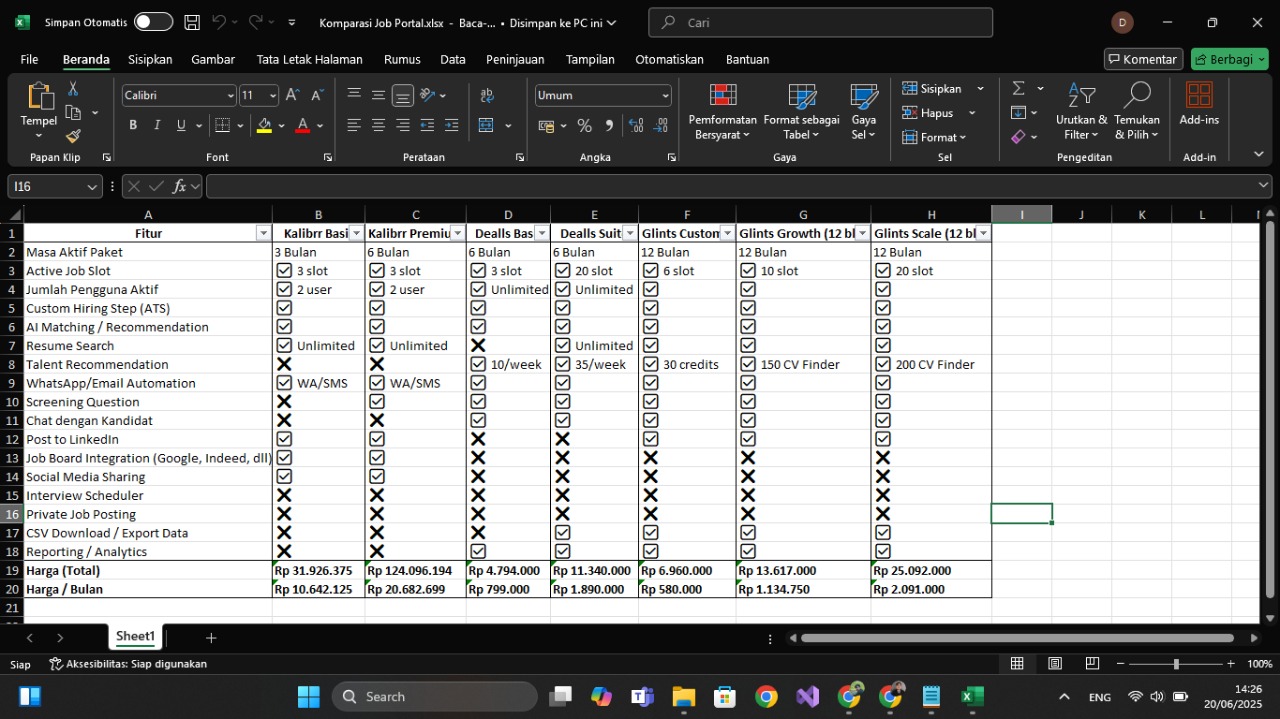 Simpan Otomatis
Komparasi Job Portal.xlsx - Baca-... • Disimpan ke PC ini
Cari
D
File Beranda Sisipkan Gambar Tata Letak Halaman Rumus Data Peninjauan Tampilan Otomatiskan Bantuan
Komentar Berbagi
Tempel
Calibri 11
B I U
Umum
Pemformatan Bersyarat
Format sebagai Tabel
Gaya Sel
Sisipkan
Hapus
Format
Urutkan & Filter
Temukan & Pilih
Add-ins
Papan Klip Font Perataan Angka Gaya Sel Pengeditan Add-in
I16 fx
A B C D E F G H I J K L
1 Fitur Kalibrr Basi Kalibrr Premiu Dealls Bas Dealls Suit Glints Custon Glints Growth (12 bl Glints Scale (12 bl
2 Masa Aktif Paket 3 Bulan 6 Bulan 6 Bulan 6 Bulan 12 Bulan 12 Bulan 12 Bulan
3 Active Job Slot ☑ 3 slot ☑ 3 slot ☑ 3 slot ☑ 20 slot ☑ 6 slot ☑ 10 slot ☑ 20 slot
4 Jumlah Pengguna Aktif ☑ 2 user ☑ 2 user ☑ Unlimited ☑ Unlimited ☑ ☑ ☑
5 Custom Hiring Step (ATS) ☑ ☑ ☑ ☑ ☑ ☑ ☑
6 AI Matching / Recommendation ☑ ☑ ☑ ☑ ☑ ☑ ☑
7 Resume Search ☑ Unlimited ☑ Unlimited ❌ ☑ Unlimited ☑ ☑ ☑
8 Talent Recommendation ❌ ❌ ☑ 10/week ☑ 35/week ☑ 30 credits ☑ 150 CV Finder ☑ 200 CV Finder
9 WhatsApp/Email Automation ☑ WA/SMS ☑ WA/SMS ☑ ☑ ☑ ☑ ☑
10 Screening Question ❌ ☑ ☑ ☑ ☑ ☑ ☑
11 Chat dengan Kandidat ❌ ❌ ☑ ☑ ☑ ☑ ☑
12 Post to LinkedIn ☑ ☑ ❌ ❌ ☑ ☑ ☑
13 Job Board Integration (Google, Indeed, dll) ☑ ☑ ❌ ❌ ❌ ❌ ❌
14 Social Media Sharing ☑ ☑ ❌ ❌ ❌ ❌ ❌
15 Interview Scheduler ❌ ❌ ❌ ❌ ❌ ❌ ❌
16 Private Job Posting ❌ ❌ ❌ ❌ ❌ ❌ ❌
17 CSV Download / Export Data ❌ ❌ ❌ ☑ ☑ ☑ ☑
18 Reporting / Analytics ❌ ❌ ☑ ☑ ☑ ☑ ☑
19 Harga (Total) Rp 31.926.375 Rp 124.096.194 Rp 4.794.000 Rp 11.340.000 Rp 6.960.000 Rp 13.617.000 Rp 25.092.000
20 Harga / Bulan Rp 10.642.125 Rp 20.682.699 Rp 799.000 Rp 1.890.000 Rp 580.000 Rp 1.134.750 Rp 2.091.000
21
Sheet1
Siap Aksesibilitas: Siap digunakan 100%
Search
ENG
14:26
20/06/2025